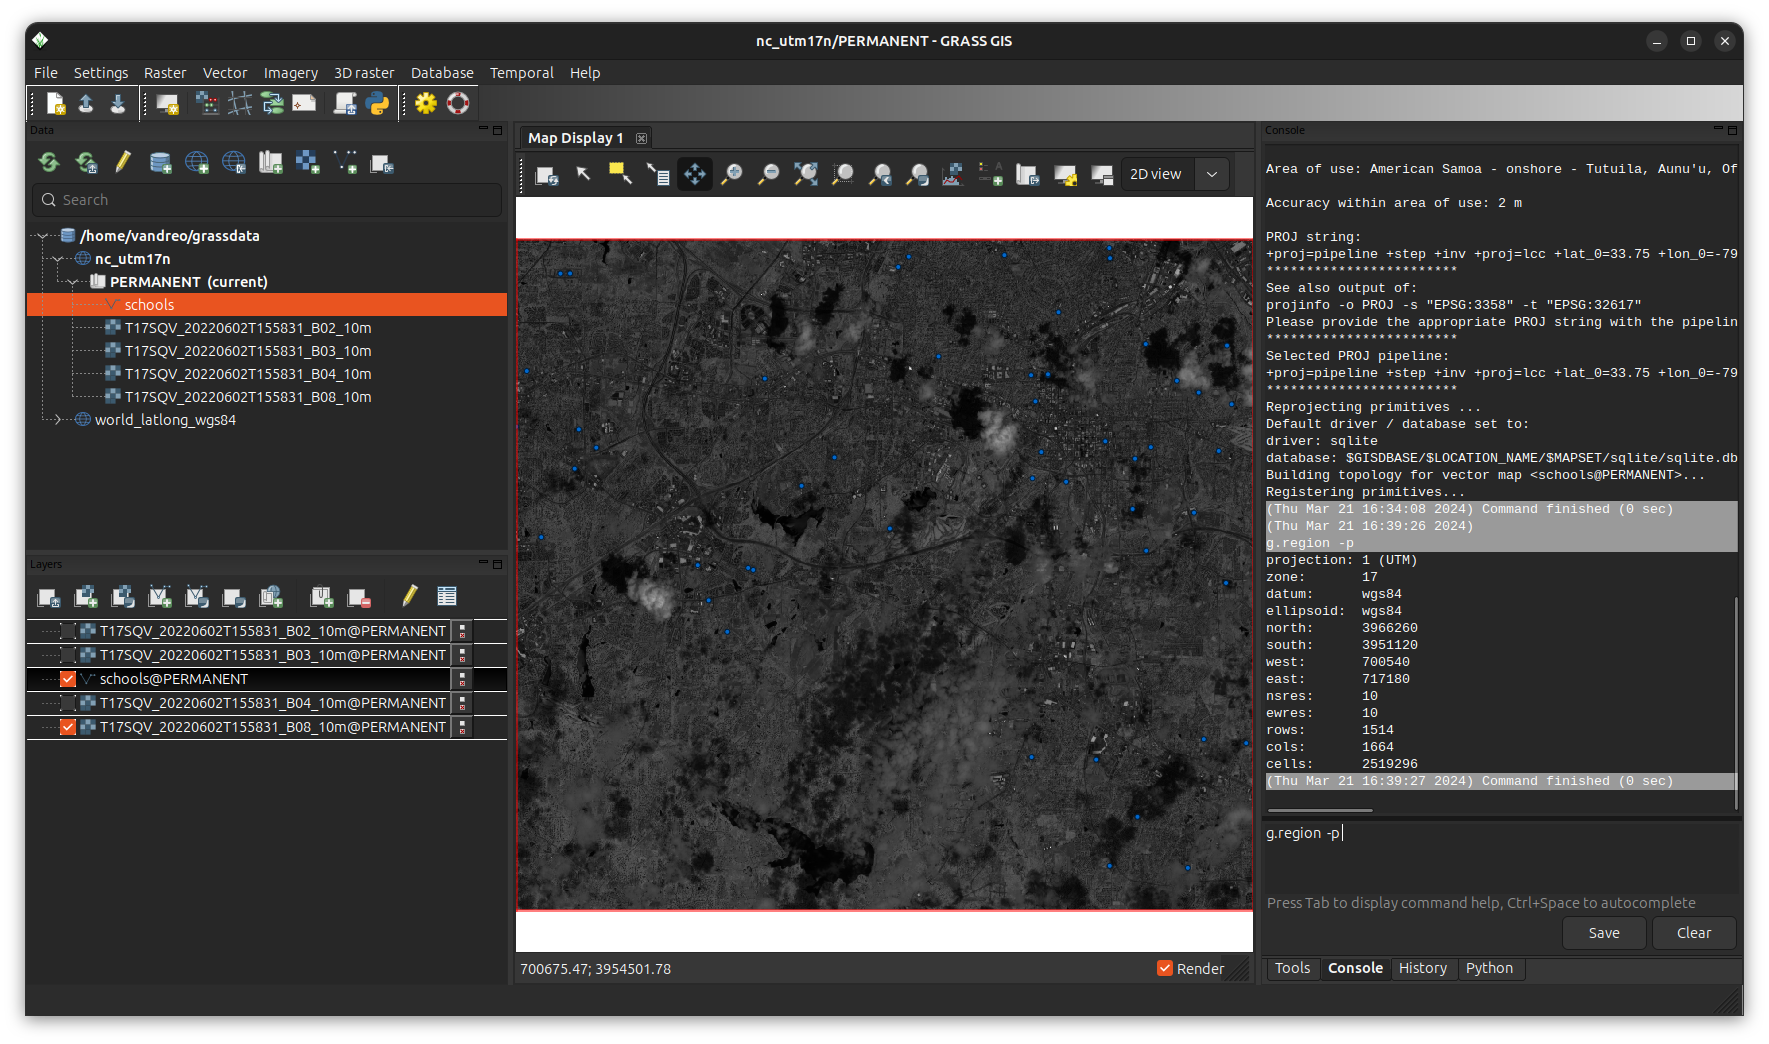 nc_utm17n/PERMANENT - GRASS GIS
File Settings Raster Vector Imagery 3D raster Database Temporal Help
Data
Search
/home/vandreo/grassdata
nc_utm17n
PERMANENT (current)
schools
T17SQV_20220602T155831_B02_10m
T17SQV_20220602T155831_B03_10m
T17SQV_20220602T155831_B04_10m
T17SQV_20220602T155831_B08_10m
world_latlong_wgs84
Layers
T17SQV_20220602T155831_B02_10m@PERMANENT
T17SQV_20220602T155831_B03_10m@PERMANENT
schools@PERMANENT
T17SQV_20220602T155831_B04_10m@PERMANENT
T17SQV_20220602T155831_B08_10m@PERMANENT
Map Display 1
2D view
700675.47; 3954501.78
Render
Console
Area of use: American Samoa - onshore - Tutuila, Aunu'u, Of
Accuracy within area of use: 2 m
PROJ string:
+proj=pipeline +step +inv +proj=lcc +lat_0=33.75 +lon_0=-79
************************
See also output of:
projinfo -o PROJ -s "EPSG:3358" -t "EPSG:32617"
Please provide the appropriate PROJ string with the pipelin
************************
Selected PROJ pipeline:
+proj=pipeline +step +inv +proj=lcc +lat_0=33.75 +lon_0=-79
************************
Reprojecting primitives ...
Default driver / database set to:
driver: sqlite
database: $GISDBASE/$LOCATION_NAME/$MAPSET/sqlite/sqlite.db
Building topology for vector map <schools@PERMANENT>...
Registering primitives...
(Thu Mar 21 16:34:08 2024) Command finished (0 sec)
(Thu Mar 21 16:39:26 2024)
g.region -p
projection: 1 (UTM)
zone: 17
datum: wgs84
ellipsoid: wgs84
north: 3966260
south: 3951120
west: 700540
east: 717180
nsres: 10
ewres: 10
rows: 1514
cols: 1664
cells: 2519296
(Thu Mar 21 16:39:27 2024) Command finished (0 sec)
g.region -p
Press Tab to display command help, Ctrl+Space to autocomplete
Save Clear
Tools Console History Python